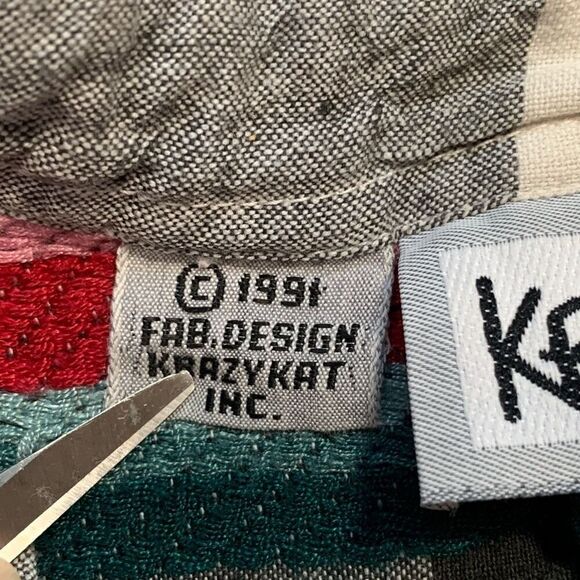 © 1991
FAB.DESIGN
KRAZYKAT
INC.